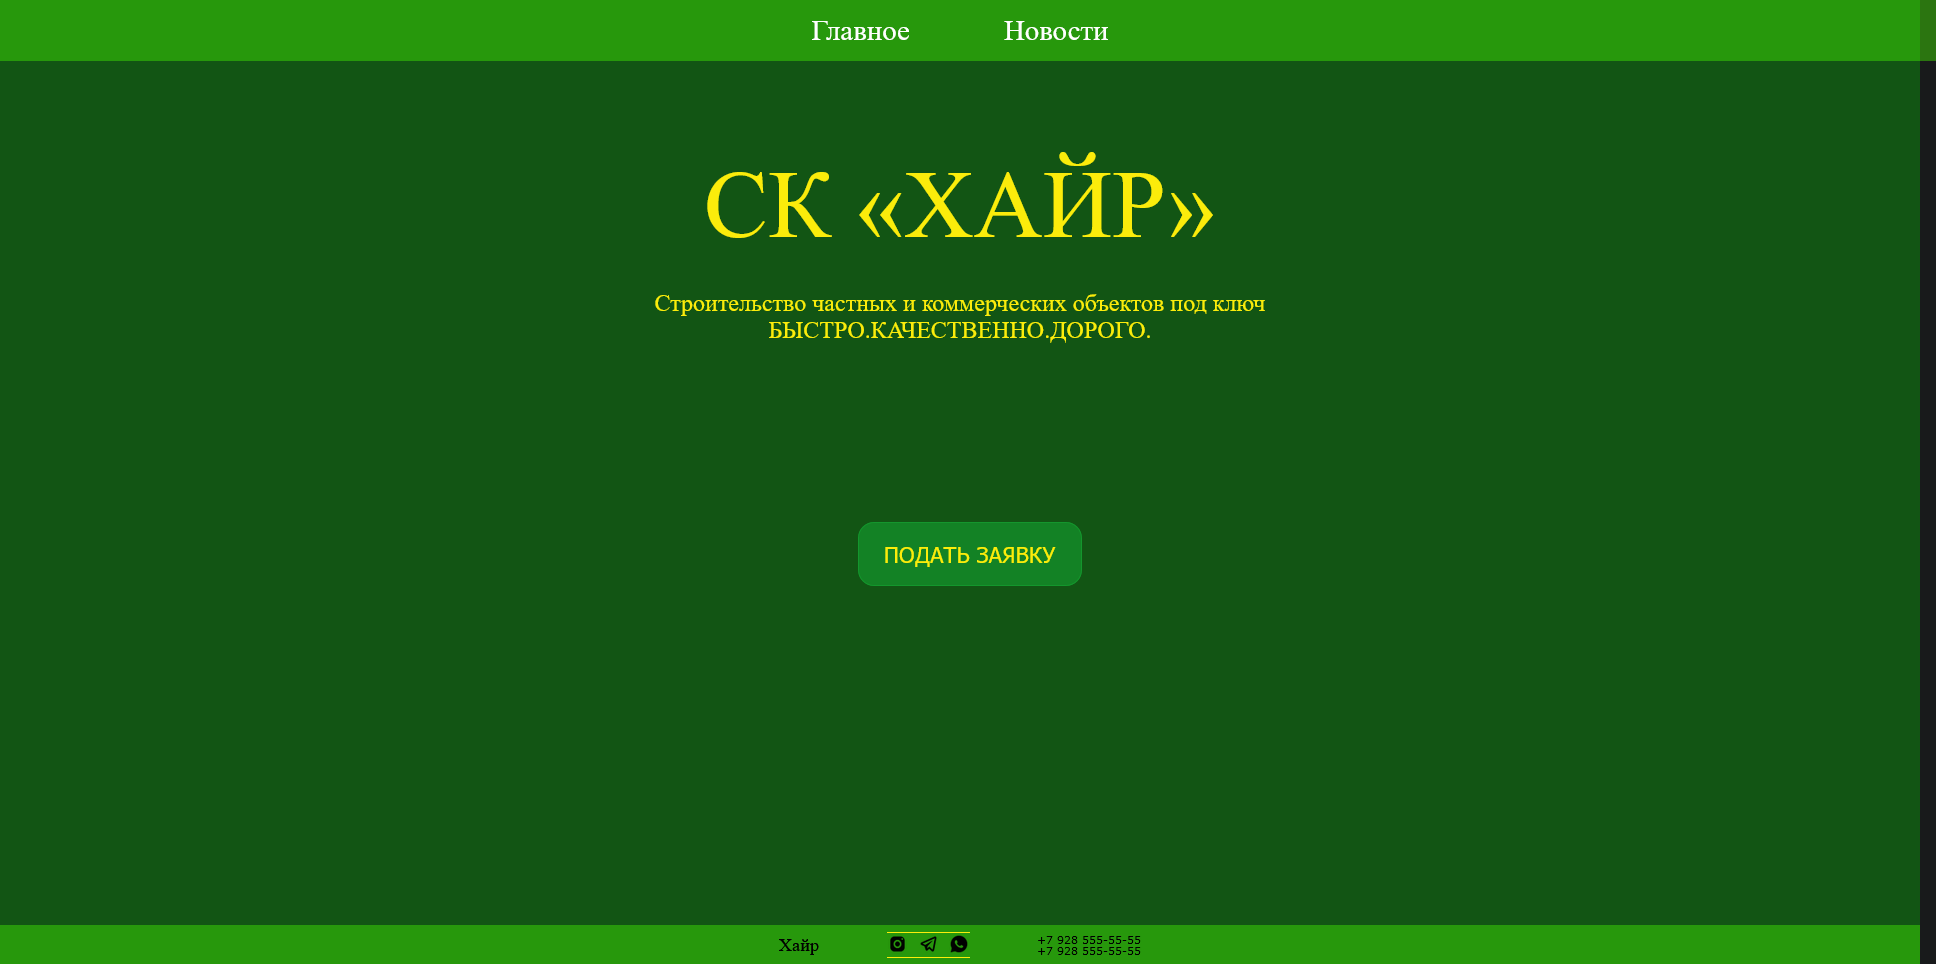 Главное Новости
СК «ХАЙР»
Строительство частных и коммерческих объектов под ключ
БЫСТРО.КАЧЕСТВЕННО.ДОРОГО.
ПОДАТЬ ЗАЯВКУ
Хайр
+7 928 555-55-55
+7 928 555-55-55